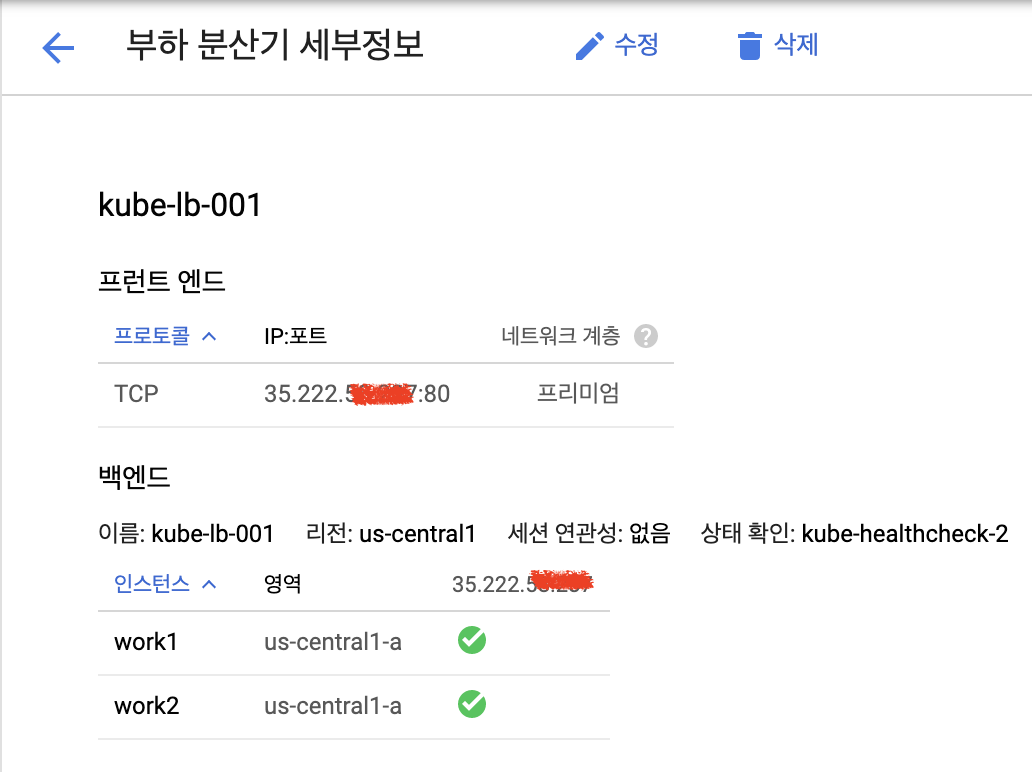 부하 분산기 세부정보 수정 삭제
kube-lb-001
프런트 엔드
프로토콜 IP:포트 네트워크 계층 ?
TCP 35.222. :80 프리미엄
백엔드
이름: kube-lb-001 리전: us-central1 세션 연관성: 없음 상태 확인: kube-healthcheck-2
인스턴스 영역 35.222.
work1 us-central1-a
work2 us-central1-a